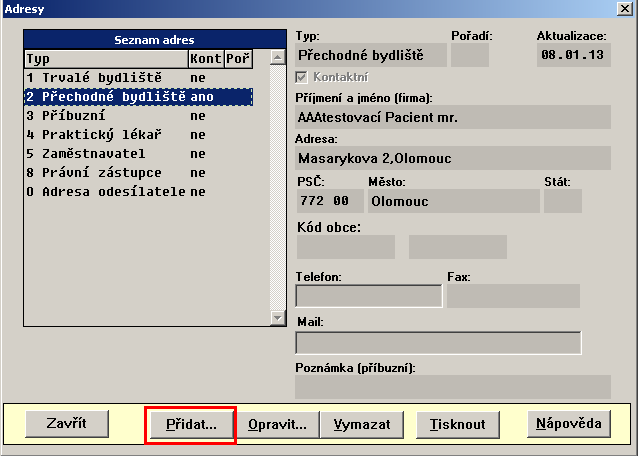 Adresy
Seznam adres
Typ Kont Poř
1 Trvalé bydliště ne
2 Přechodné bydliště ano
3 Příbuzní ne
4 Praktický lékař ne
5 Zaměstnavatel ne
8 Právní zástupce ne
0 Adresa odesílatele ne
Typ: Pořadí: Aktualizace:
Přechodné bydliště 08.01.13
Kontaktní
Příjmení a jméno (firma):
AAAtestovací Pacient mr.
Adresa:
Masarykova 2,Olomouc
PSČ: Město: Stát:
772 00 Olomouc
Kód obce:
Telefon: Fax:
Mail:
Poznámka (příbuzní):
Zavřít Přidat... Opravit... Vymazat Tisknout Nápověda